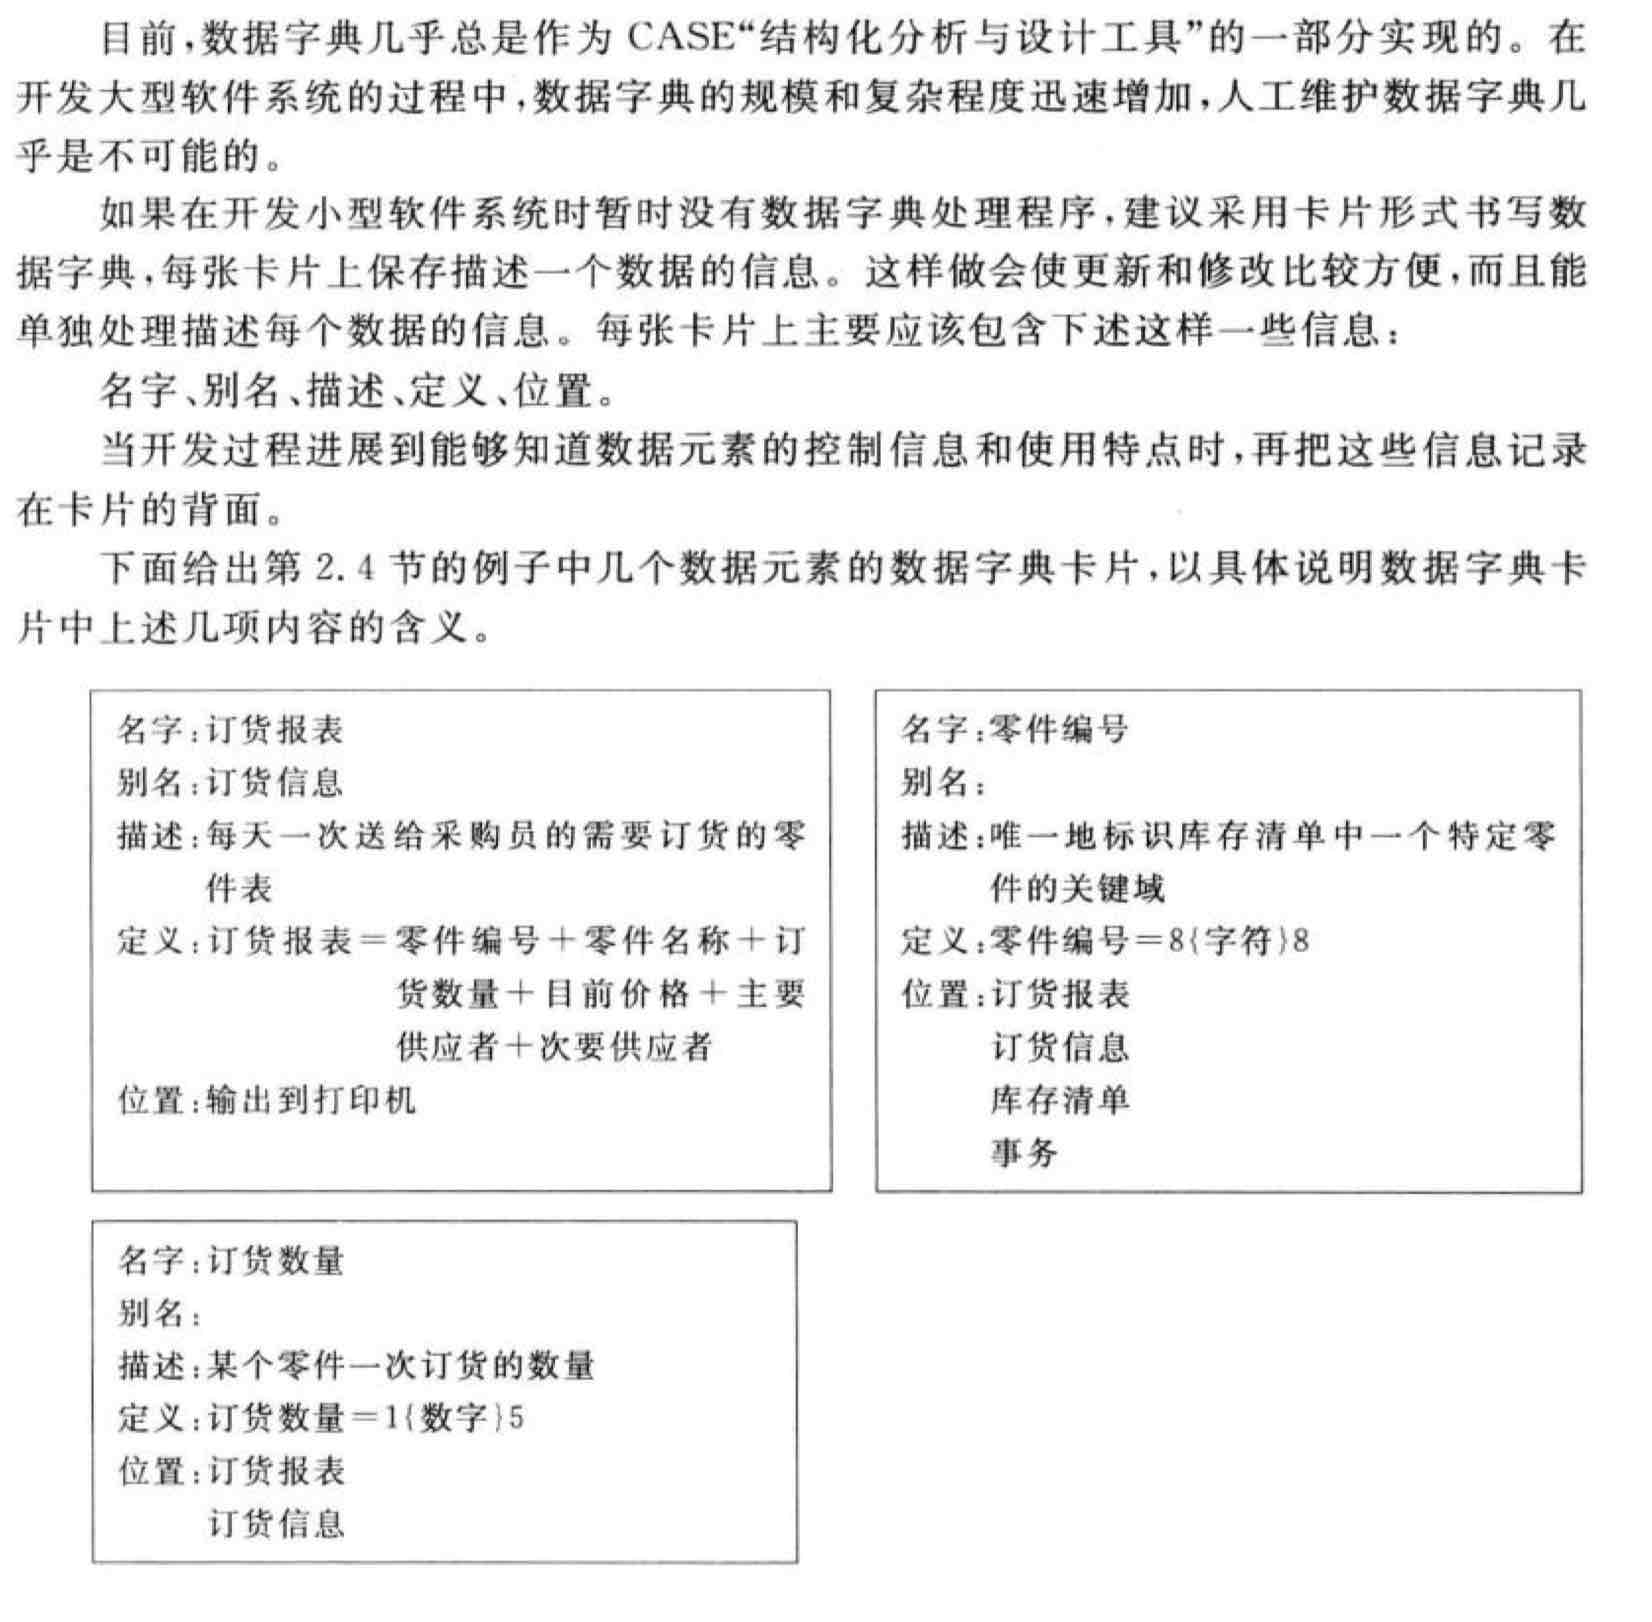 目前,数据字典几乎总是作为 CASE“结构化分析与设计工具”的一部分实现的。在
开发大型软件系统的过程中,数据字典的规模和复杂程度迅速增加,人工维护数据字典几
乎是不可能的。
如果在开发小型软件系统时暂时没有数据字典处理程序,建议采用卡片形式书写数
据字典,每张卡片上保存描述一个数据的信息。这样做会使更新和修改比较方便,而且能
单独处理描述每个数据的信息。每张卡片上主要应该包含下述这样一些信息:
名字、别名、描述、定义、位置。
当开发过程进展到能够知道数据元素的控制信息和使用特点时,再把这些信息记录
在卡片的背面。
下面给出第 2.4 节的例子中几个数据元素的数据字典卡片,以具体说明数据字典卡
片中上述几项内容的含义。
名字:订货报表
别名:订货信息
描述:每天一次送给采购员的需要订货的零
件表
定义:订货报表=零件编号+零件名称+订
货数量+目前价格+主要
供应者+次要供应者
位置:输出到打印机
名字:零件编号
别名:
描述:唯一地标识库存清单中一个特定零
件的关键域
定义:零件编号=8{字符}8
位置:订货报表
订货信息
库存清单
事务
名字:订货数量
别名:
描述:某个零件一次订货的数量
定义:订货数量=1{数字}5
位置:订货报表
订货信息